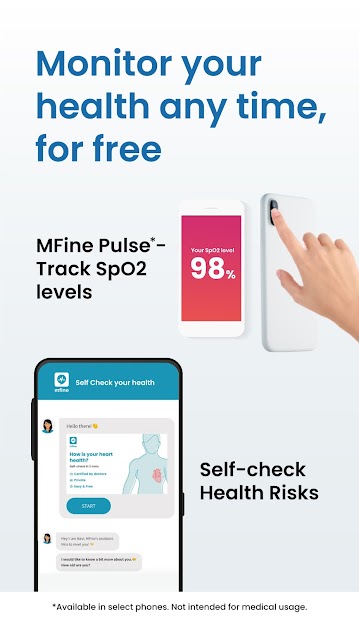 Monitor your
health any time,
for free
MFine Pulse*-
Track SpO2
levels
Your SpO2 level
98%
mfine
Self Check your health
Hello there! 👋
mfine
How is your heart
health?
Self-check in 2 mins
Certified by doctors
Private
Easy & Free
START
Hey, I am Navi, MFine's assistant.
Nice to meet you!
I would like to know a bit more about you.
How old are you?
Self-check
Health Risks
*Available in select phones. Not intended for medical usage.